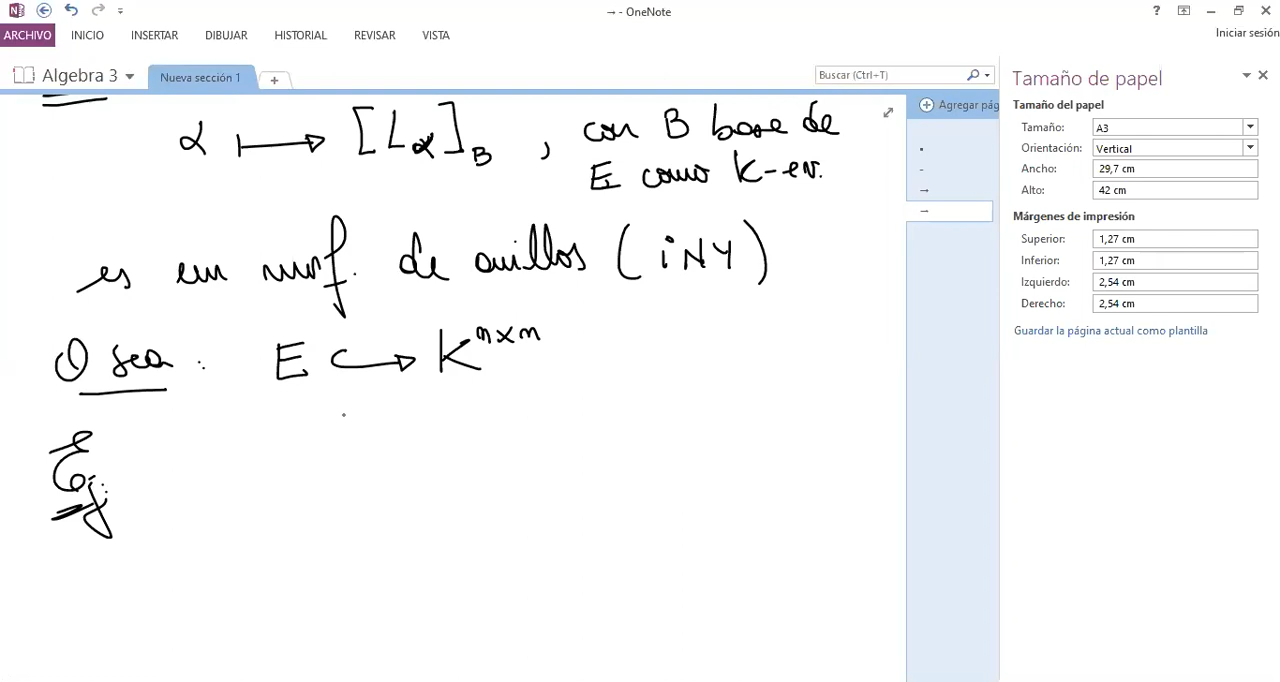 → - OneNote
?
ARCHIVO INICIO INSERTAR DIBUJAR HISTORIAL REVISAR VISTA
Iniciar sesión
Algebra 3 Nueva sección 1
Buscar (Ctrl+T)
Agregar pág
α ⟼ [Lα]B , con B base de
E como K-ev.
es un morf. de anillos (iNY)
O sea : E ↪ K^n×n
Ej:
Tamaño de papel
Tamaño del papel
Tamaño: A3
Orientación: Vertical
Ancho: 29,7 cm
Alto: 42 cm
Márgenes de impresión
Superior: 1,27 cm
Inferior: 1,27 cm
Izquierdo: 2,54 cm
Derecho: 2,54 cm
Guardar la página actual como plantilla